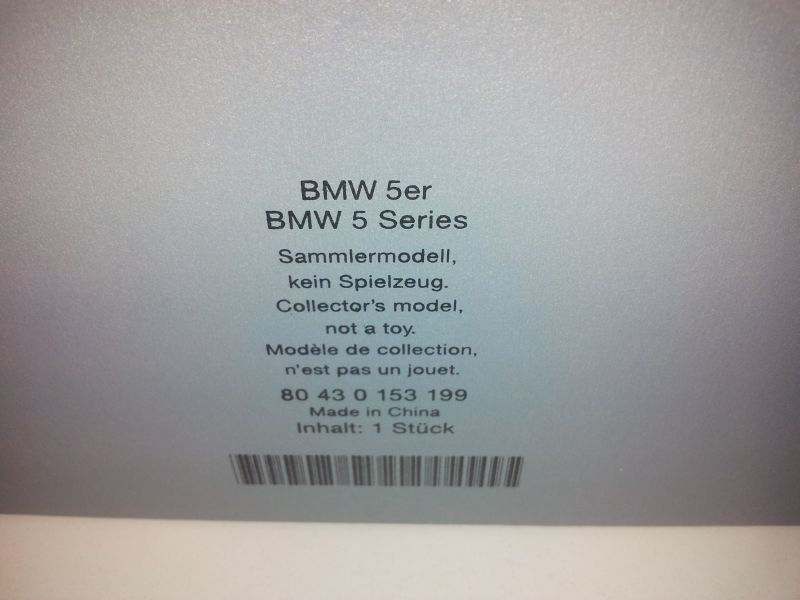 BMW 5er
BMW 5 Series
Sammlermodell,
kein Spielzeug.
Collector's model,
not a toy.
Modèle de collection,
n'est pas un jouet.
80 43 0 153 199
Made in China
Inhalt: 1 Stück